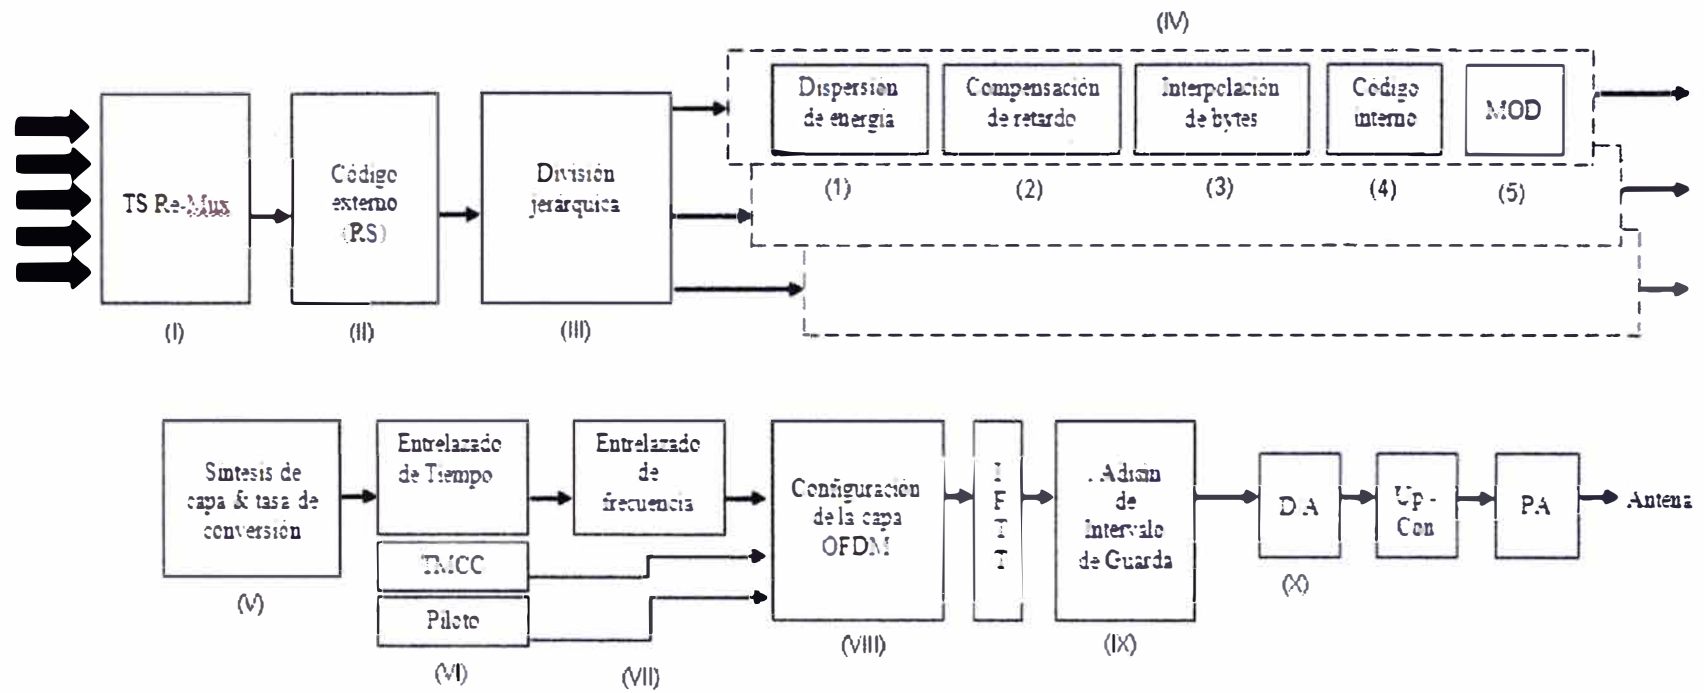 (IV)
Dispersión
de energía
Compensación
de retardo
Interpolación
de bytes
Código
interno
MOD
(1)
(2)
(3)
(4)
(5)
TS Re-Mux
Código
externo
(RS)
División
jerárquica
(I)
(II)
(III)
Síntesis de
capa & tasa de
conversión
Entrelazado
de Tiempo
Entrelazado
de
frecuencia
TMCC
Piloto
Configuración
de la capa
OFDM
I
F
T
T
. Adisin
de
Intervalo
de Guarda
D/A
Up -
Con
PA
Antena
(V)
(VI)
(VII)
(VIII)
(IX)
(X)